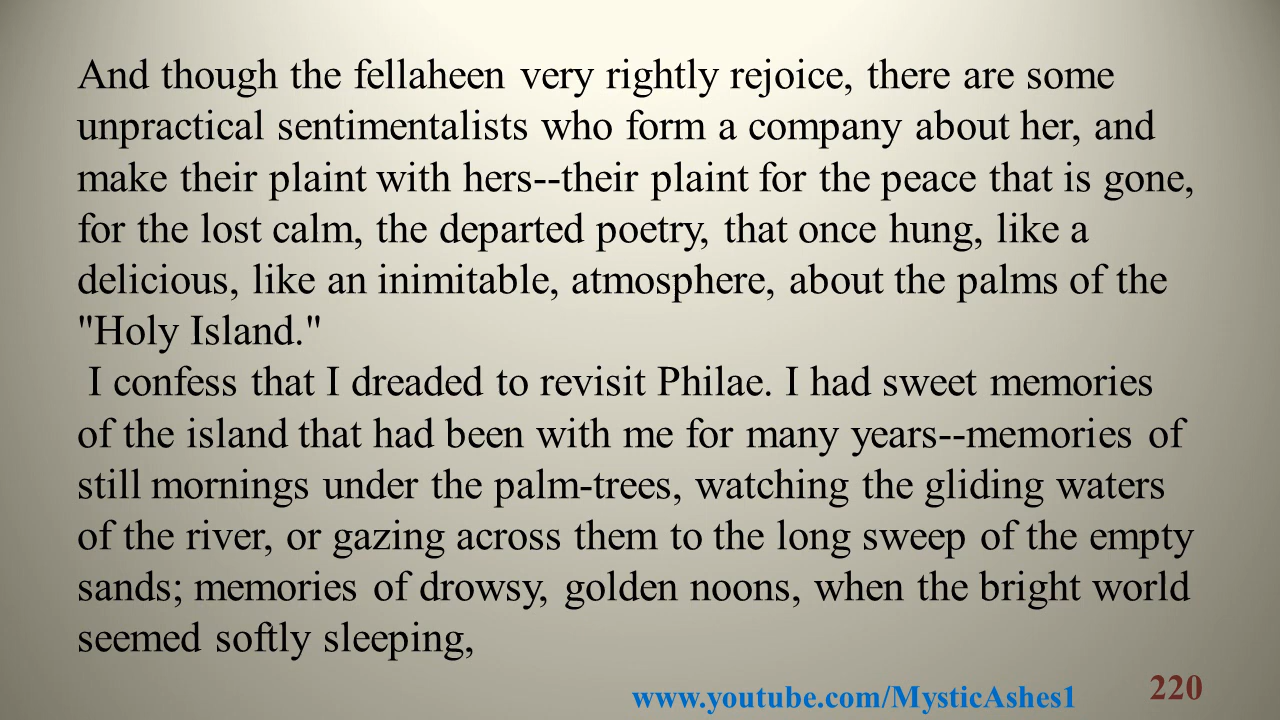 And though the fellaheen very rightly rejoice, there are some
unpractical sentimentalists who form a company about her, and
make their plaint with hers--their plaint for the peace that is gone,
for the lost calm, the departed poetry, that once hung, like a
delicious, like an inimitable, atmosphere, about the palms of the
"Holy Island."
I confess that I dreaded to revisit Philae. I had sweet memories
of the island that had been with me for many years--memories of
still mornings under the palm-trees, watching the gliding waters
of the river, or gazing across them to the long sweep of the empty
sands; memories of drowsy, golden noons, when the bright world
seemed softly sleeping,
www.youtube.com/MysticAshes1
220